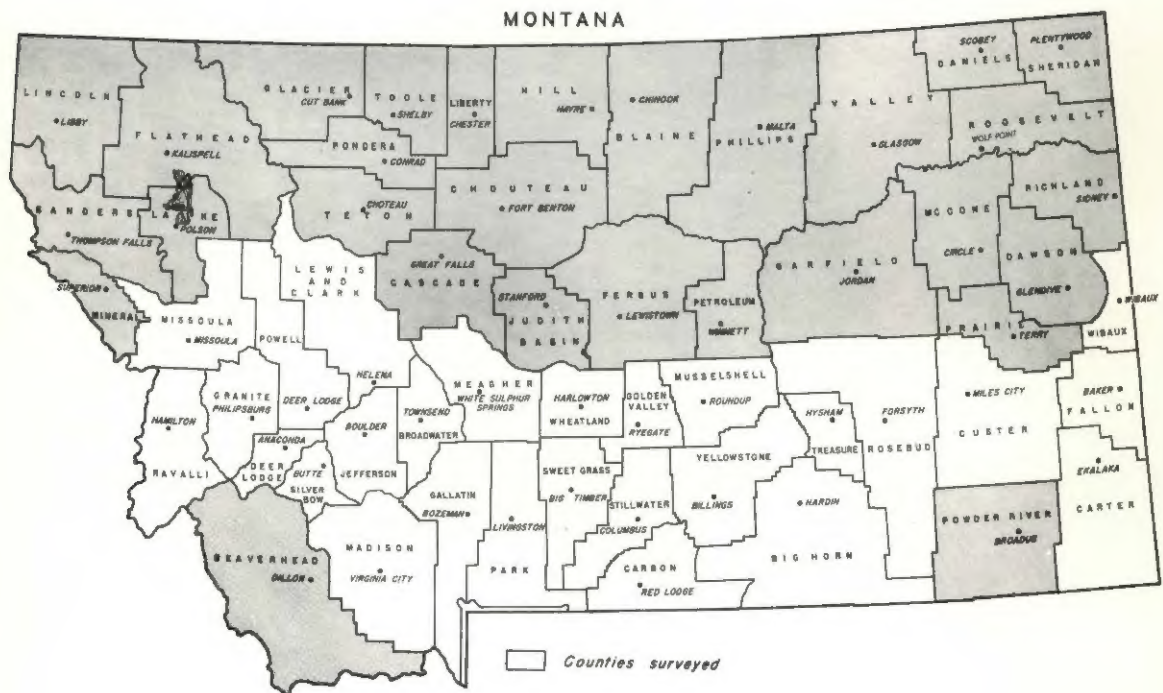 MONTANA
LINCOLN
LIBBY
FLATHEAD
KALISPELL
GLACIER
CUT BANK
TOOLE
SHELBY
LIBERTY
CHESTER
HILL
HAVRE
CHINOOK
BLAINE
PHILLIPS
MALTA
VALLEY
GLASGOW
SCOBEY
DANIELS
PLENTYWOOD
SHERIDAN
ROOSEVELT
WOLF POINT
PONDERA
CONRAD
SANDERS
THOMPSON FALLS
LAKE
POLSON
TETON
CHOTEAU
CHOUTEAU
FORT BENTON
RICHLAND
SIDNEY
MCCONE
CIRCLE
DAWSON
GLENDIVE
GARFIELD
JORDAN
LEWIS
AND
CLARK
HELENA
GREAT FALLS
CASCADE
STANFORD
JUDITH
BASIN
FERGUS
LEWISTOWN
PETROLEUM
WINNETT
PRAIRIE
TERRY
WIBAUX
WIBAUX
SUPERIOR
MINERAL
MISSOULA
MISSOULA
POWELL
DEER LODGE
GRANITE
PHILIPSBURG
HAMILTON
RAVALLI
ANACONDA
DEER
LODGE
BUTTE
SILVER
BOW
BOULDER
JEFFERSON
TOWNSEND
BROADWATER
MEAGHER
WHITE SULPHUR
SPRINGS
HARLOWTON
WHEATLAND
GOLDEN
VALLEY
RYEGATE
MUSSELSHELL
ROUNDUP
HYSHAM
TREASURE
FORSYTH
ROSEBUD
MILES CITY
CUSTER
BAKER
FALLON
EKALAKA
CARTER
GALLATIN
BOZEMAN
LIVINGSTON
PARK
SWEET GRASS
BIG TIMBER
STILLWATER
COLUMBUS
YELLOWSTONE
BILLINGS
HARDIN
BIG HORN
POWDER RIVER
BROADUS
BEAVERHEAD
DILLON
MADISON
VIRGINIA CITY
CARBON
RED LODGE
Counties surveyed